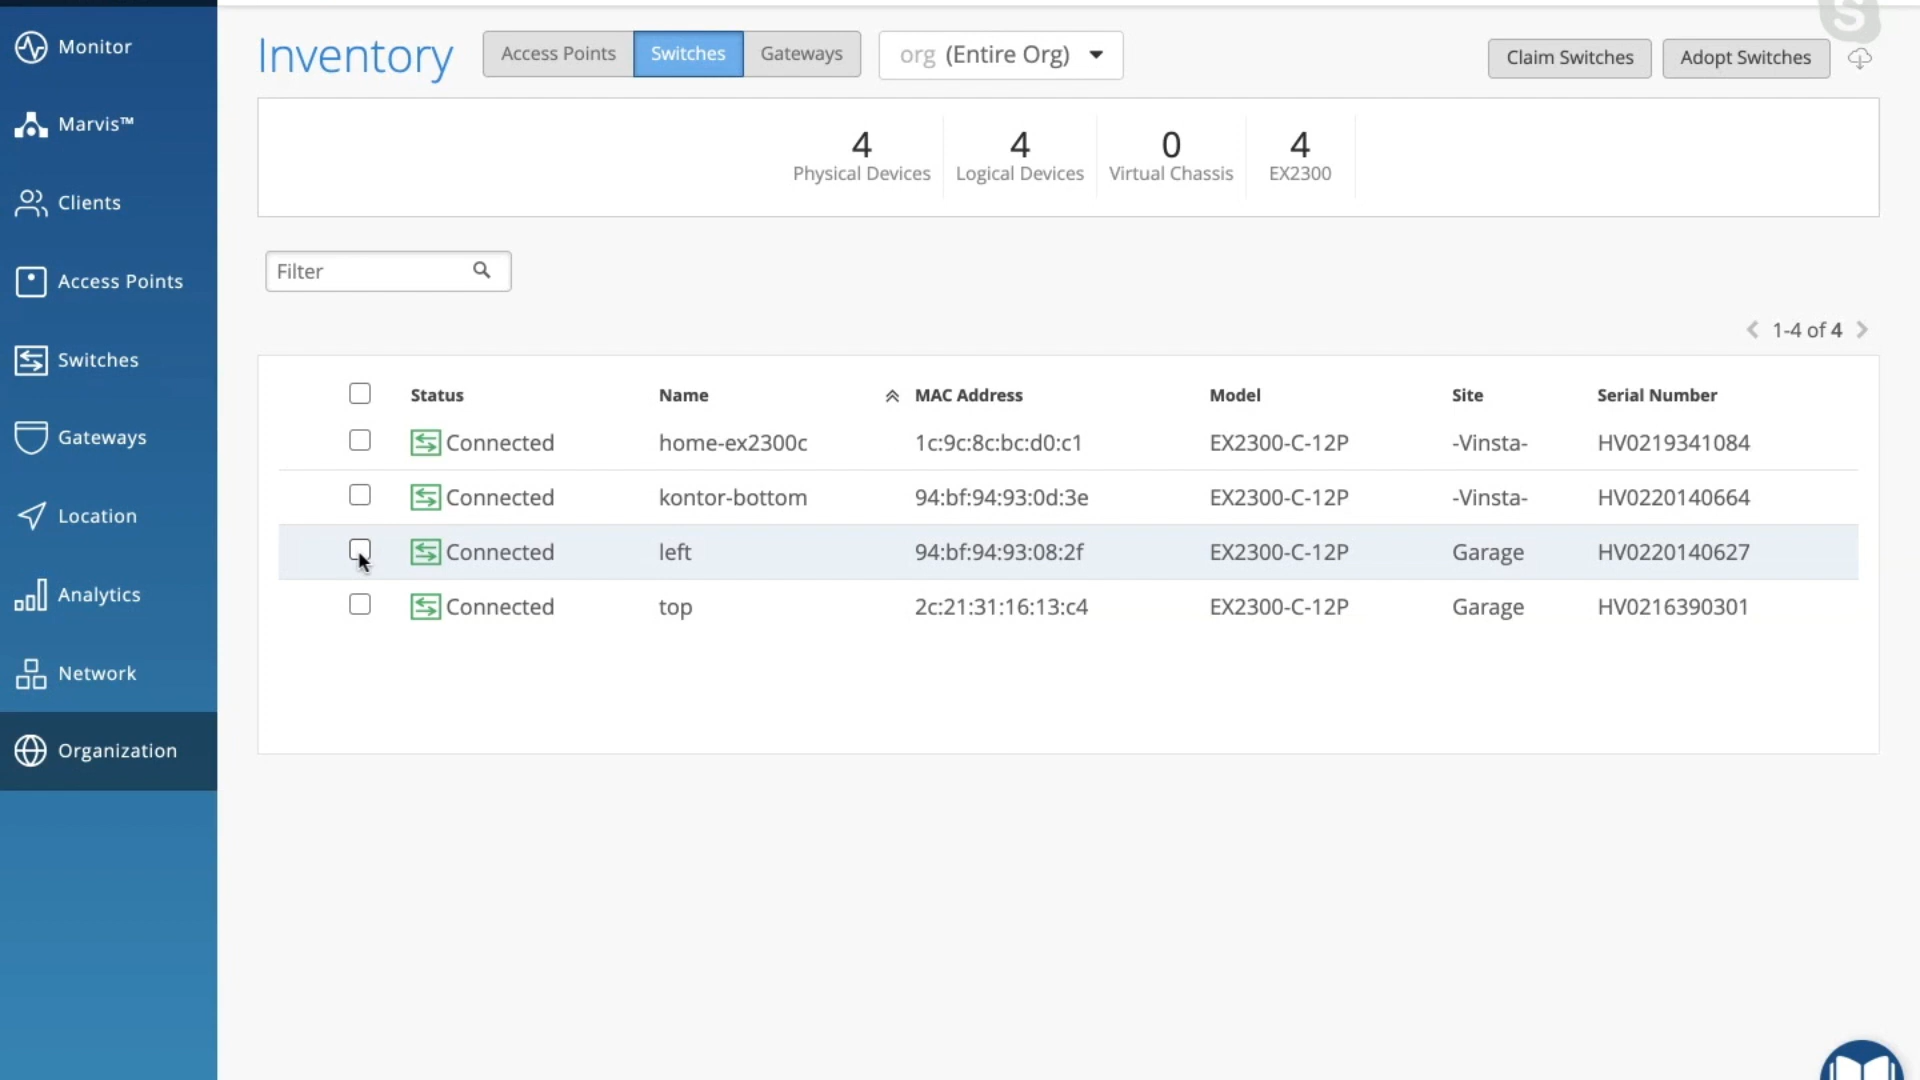 Monitor
Marvis™
Clients
Access Points
Switches
Gateways
Location
Analytics
Network
Organization
Inventory
Access Points Switches Gateways
org (Entire Org)
Claim Switches Adopt Switches
S
4 4 0 4
Physical Devices Logical Devices Virtual Chassis EX2300
Filter
1-4 of 4
Status Name MAC Address Model Site Serial Number
Connected home-ex2300c 1c:9c:8c:bc:d0:c1 EX2300-C-12P -Vinsta- HV0219341084
Connected kontor-bottom 94:bf:94:93:0d:3e EX2300-C-12P -Vinsta- HV0220140664
Connected left 94:bf:94:93:08:2f EX2300-C-12P Garage HV0220140627
Connected top 2c:21:31:16:13:c4 EX2300-C-12P Garage HV0216390301